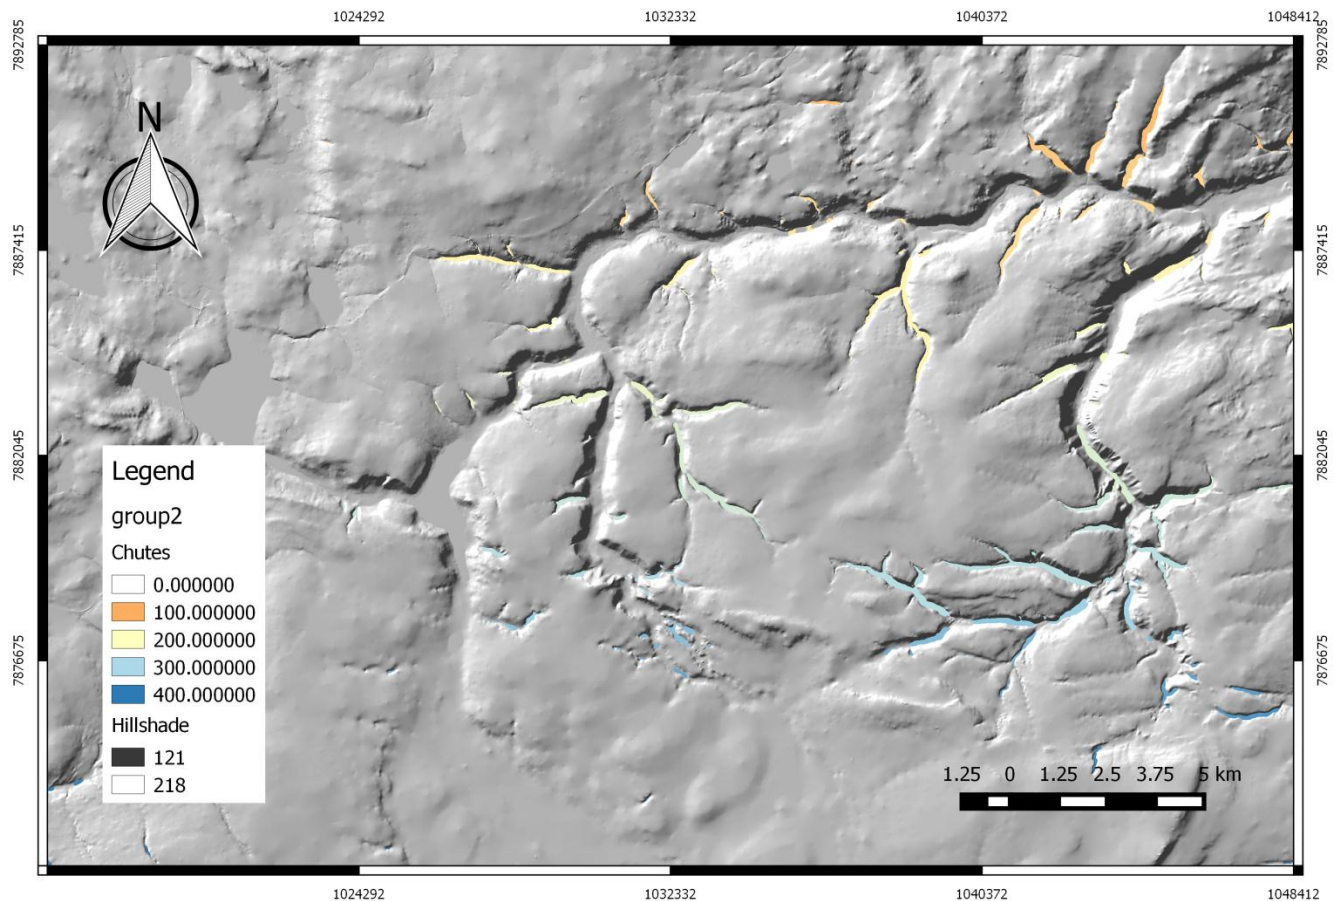 1024292 1032332 1040372 1048412
7892785 7892785
N
7887415 7887415
7882045 7882045
Legend
group2
Chutes
0.000000
100.000000
200.000000
300.000000
400.000000
Hillshade
121
218
7876675 7876675
1.25 0 1.25 2.5 3.75 5 km
1024292 1032332 1040372 1048412